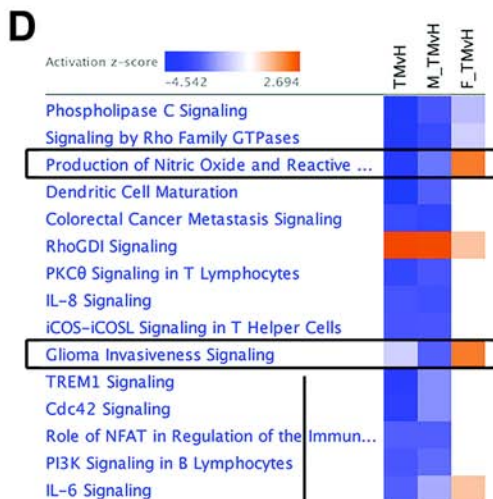 D
Activation z-score
-4.542 2.694
TMvH
M_TMvH
F_TMvH
Phospholipase C Signaling
Signaling by Rho Family GTPases
Production of Nitric Oxide and Reactive ...
Dendritic Cell Maturation
Colorectal Cancer Metastasis Signaling
RhoGDI Signaling
PKCθ Signaling in T Lymphocytes
IL-8 Signaling
iCOS-iCOSL Signaling in T Helper Cells
Glioma Invasiveness Signaling
TREM1 Signaling
Cdc42 Signaling
Role of NFAT in Regulation of the Immun...
PI3K Signaling in B Lymphocytes
IL-6 Signaling